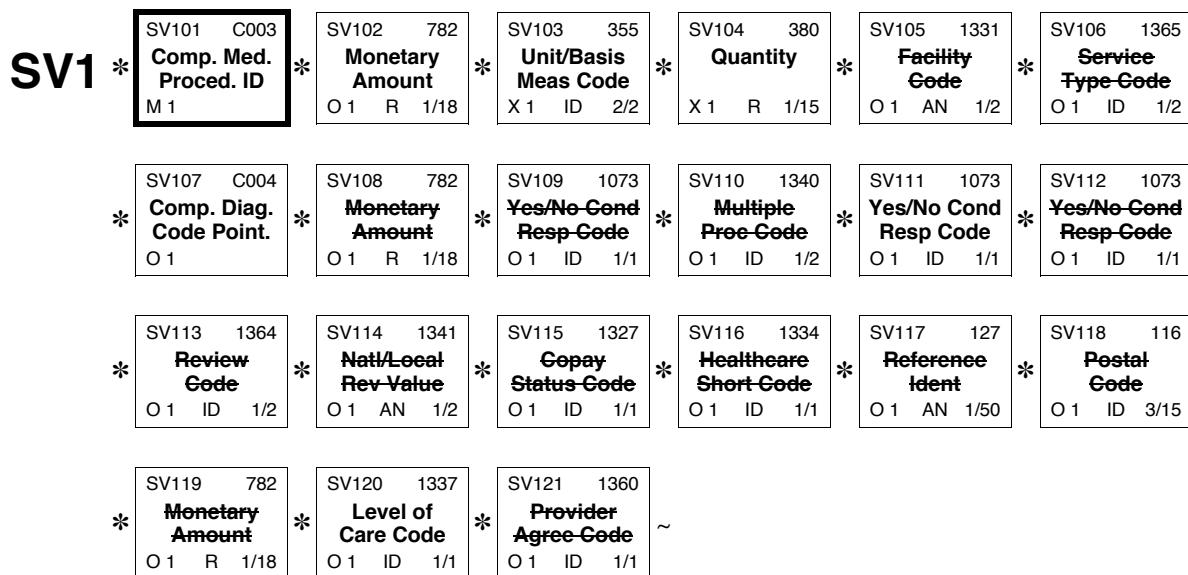 SV1 * SV101 C003 * SV102 782 * SV103 355 * SV104 380 * SV105 1331 * SV106 1365
Comp. Med. Monetary Unit/Basis Quantity Facility Service
Proced. ID Amount Meas Code Code Type Code
M 1 O 1 R 1/18 X 1 ID 2/2 X 1 R 1/15 O 1 AN 1/2 O 1 ID 1/2
* SV107 C004 * SV108 782 * SV109 1073 * SV110 1340 * SV111 1073 * SV112 1073
Comp. Diag. Monetary Yes/No Cond Multiple Yes/No Cond Yes/No Cond
Code Point. Amount Resp Code Proc Code Resp Code Resp Code
O 1 O 1 R 1/18 O 1 ID 1/1 O 1 ID 1/2 O 1 ID 1/1 O 1 ID 1/1
* SV113 1364 * SV114 1341 * SV115 1327 * SV116 1334 * SV117 127 * SV118 116
Review Natl/Local Copay Healthcare Reference Postal
Code Rev Value Status Code Short Code Ident Code
O 1 ID 1/2 O 1 AN 1/2 O 1 ID 1/1 O 1 ID 1/1 O 1 AN 1/50 O 1 ID 3/15
* SV119 782 * SV120 1337 * SV121 1360 ~
Monetary Level of Provider
Amount Care Code Agree Code
O 1 R 1/18 O 1 ID 1/1 O 1 ID 1/1